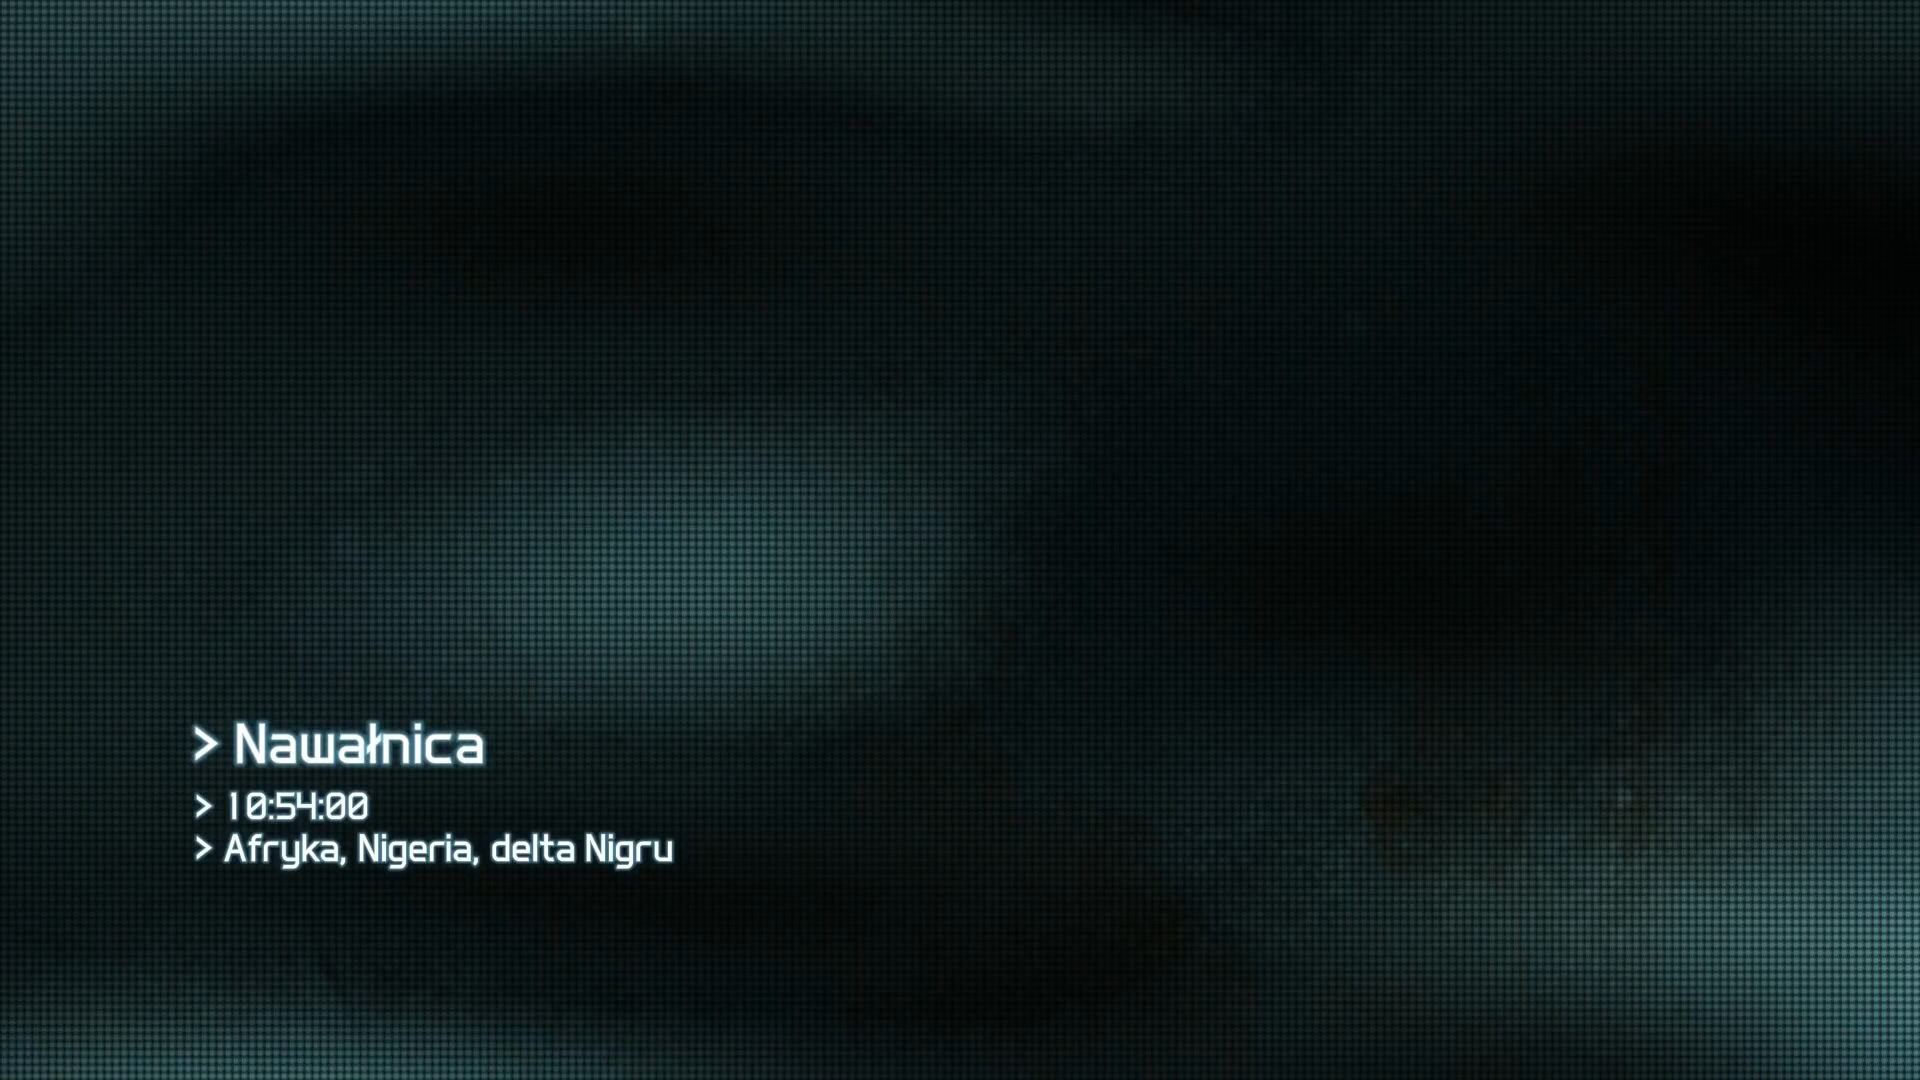 > Nawałnica
> 10:54:00
> Afryka, Nigeria, delta Nigru